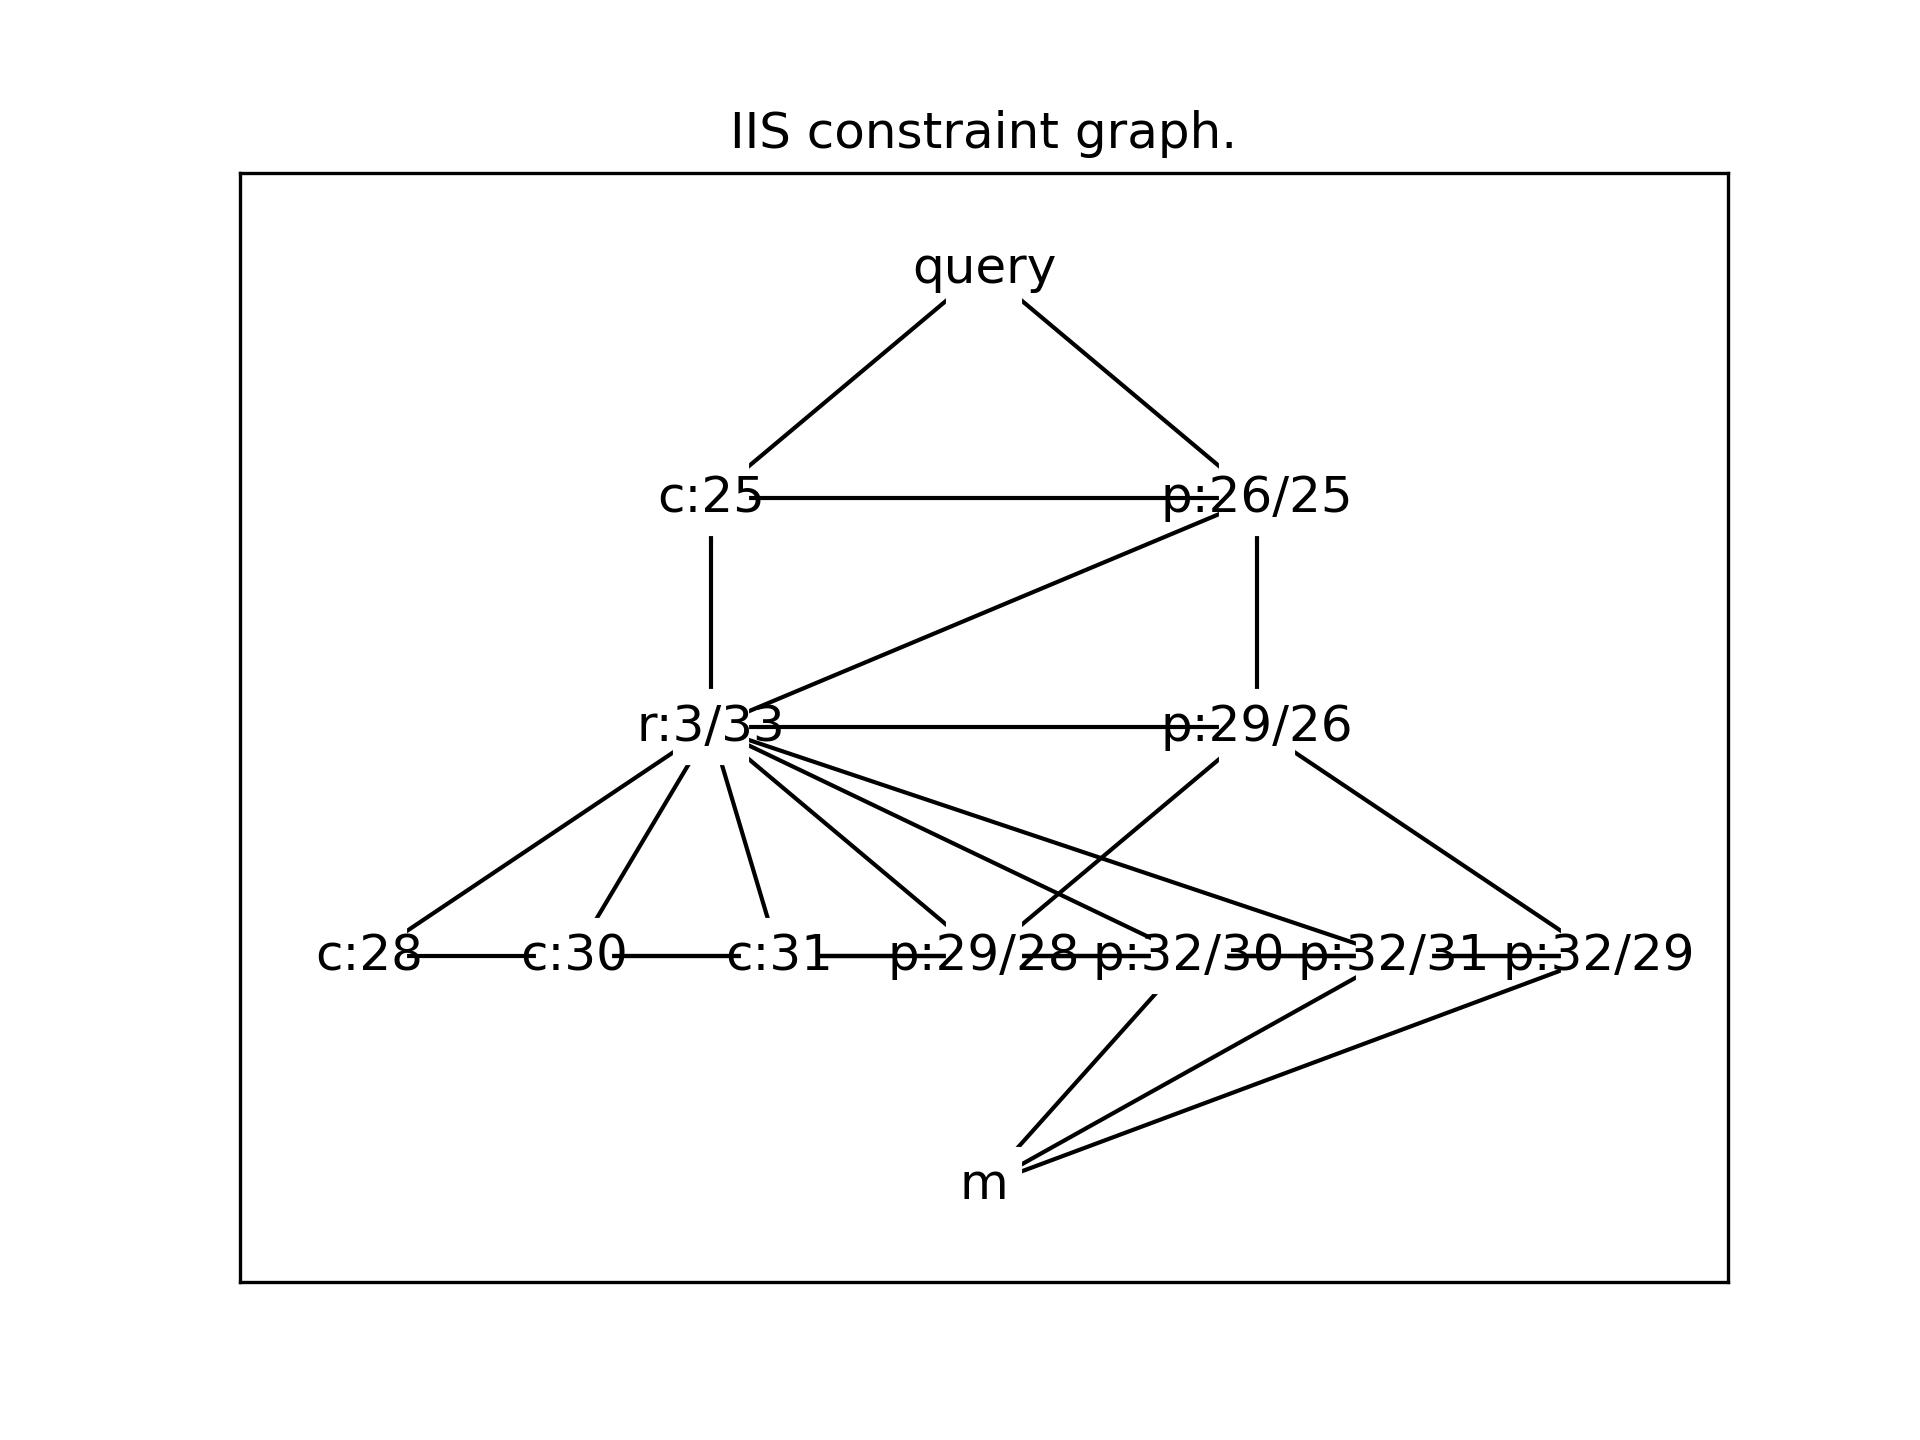 IIS constraint graph.
query
c:25 p:26/25
r:3/33 p:29/26
c:28 c:30 c:31 p:29/28 p:32/30 p:32/31 p:32/29
m